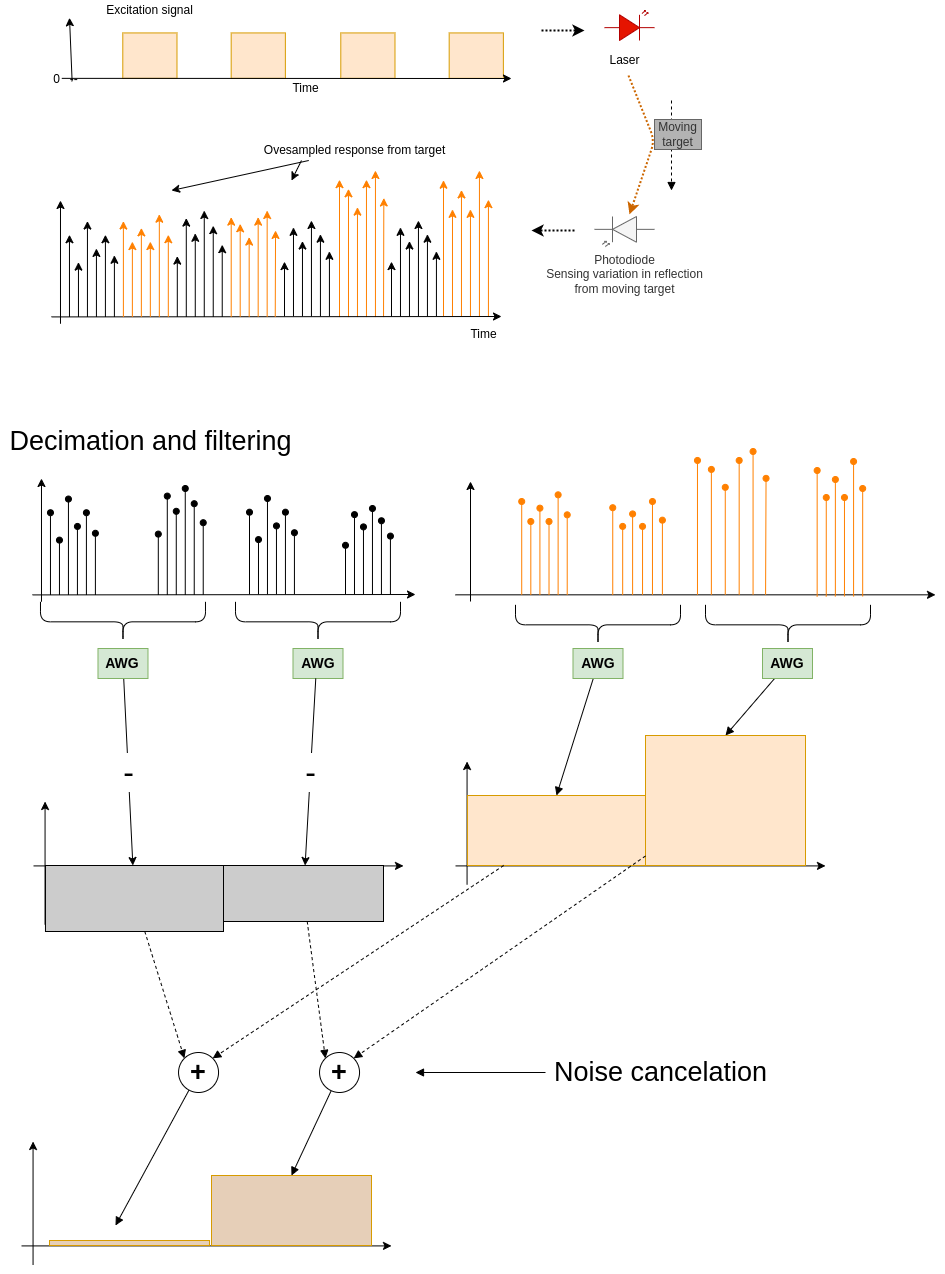 Excitation signal
0
Time
Laser
Moving
target
Ovesampled response from target
Photodiode
Sensing variation in reflection
from moving target
Time
Decimation and filtering
AWG
AWG
AWG
AWG
-
-
+
+
Noise cancelation